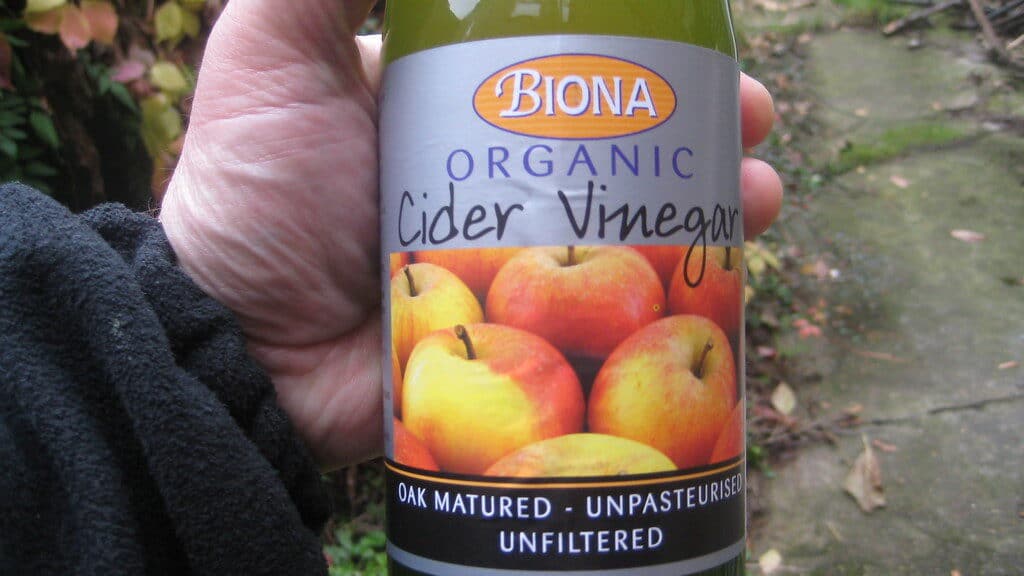 BIONA
ORGANIC
Cider Vinegar
OAK MATURED - UNPASTEURISED
UNFILTERED